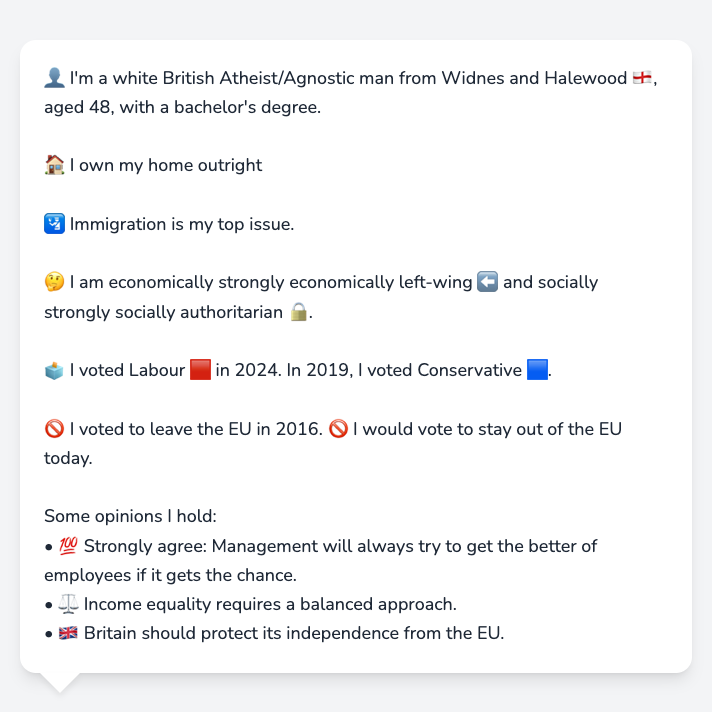 👤 I'm a white British Atheist/Agnostic man from Widnes and Halewood 🏴󠁧󠁢󠁥󠁮󠁧󠁿,
aged 48, with a bachelor's degree.
🏠 I own my home outright
🛂 Immigration is my top issue.
🤔 I am economically strongly economically left-wing ⬅️ and socially
strongly socially authoritarian 🔒.
🗳️ I voted Labour 🟥 in 2024. In 2019, I voted Conservative 🟦.
🚫 I voted to leave the EU in 2016. 🚫 I would vote to stay out of the EU
today.
Some opinions I hold:
• 💯 Strongly agree: Management will always try to get the better of
employees if it gets the chance.
• ⚖️ Income equality requires a balanced approach.
• 🇬🇧 Britain should protect its independence from the EU.